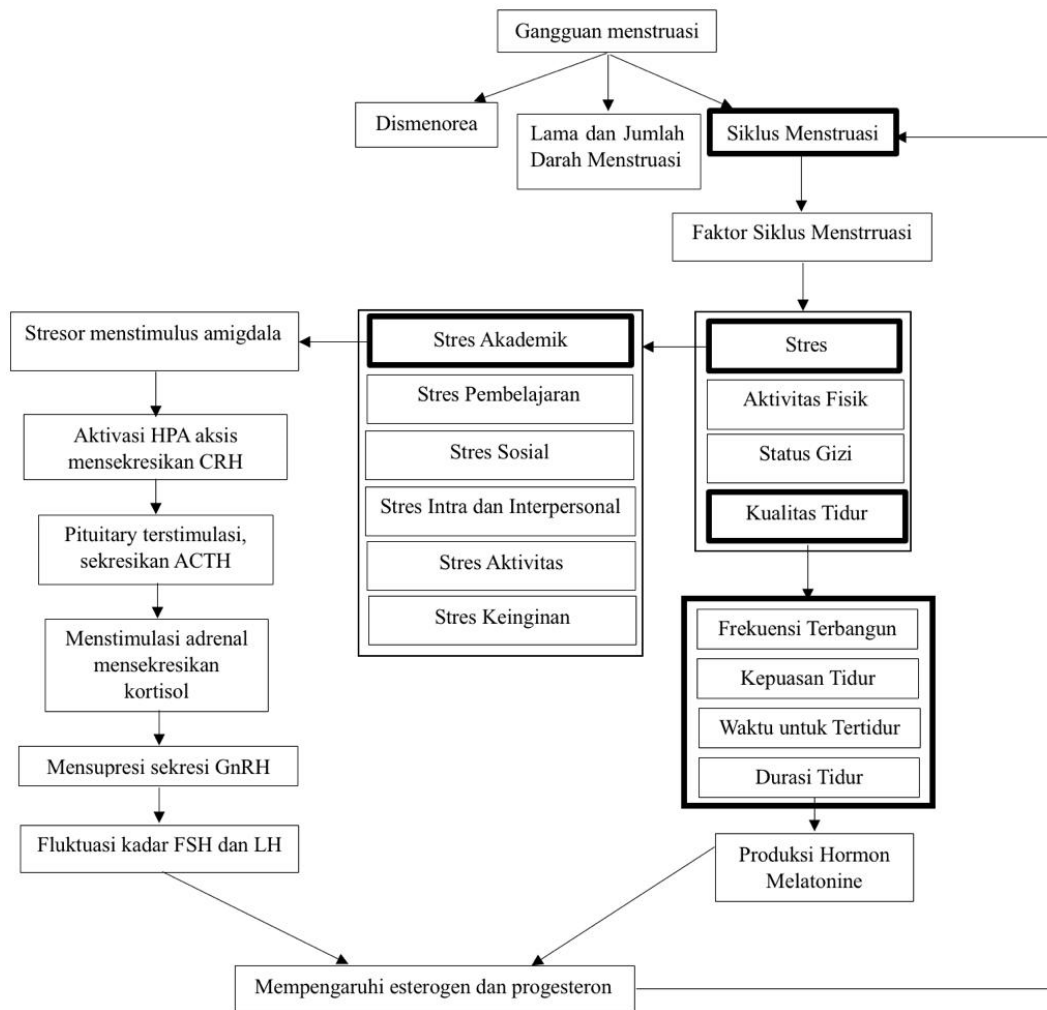 Gangguan menstruasi
Dismenorea
Lama dan Jumlah
Darah Menstruasi
Siklus Menstruasi
Faktor Siklus Menstrruasi
Stresor menstimulus amigdala
Aktivasi HPA aksis
mensekresikan CRH
Pituitary terstimulasi,
sekresikan ACTH
Menstimulasi adrenal
mensekresikan
kortisol
Mensupresi sekresi GnRH
Fluktuasi kadar FSH dan LH
Stres Akademik
Stres Pembelajaran
Stres Sosial
Stres Intra dan Interpersonal
Stres Aktivitas
Stres Keinginan
Stres
Aktivitas Fisik
Status Gizi
Kualitas Tidur
Frekuensi Terbangun
Kepuasan Tidur
Waktu untuk Tertidur
Durasi Tidur
Produksi Hormon
Melatonine
Mempengaruhi esterogen dan progesteron